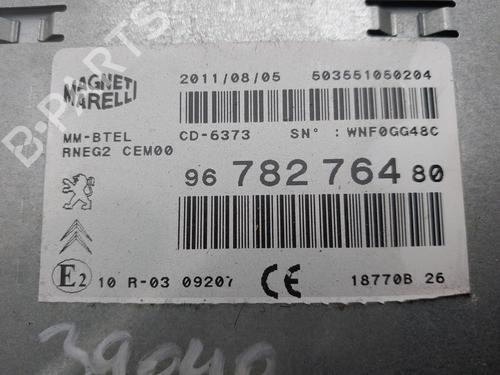 MAGNETI MARELLI
2011/08/05 503551050204
MM-BTEL CD-6373 SN° : WNF0GG48C
RNEG2 CEM00
96 782 764 80
E2 10 R-03 09207 CE 18770B 26
39040
B-PARTS